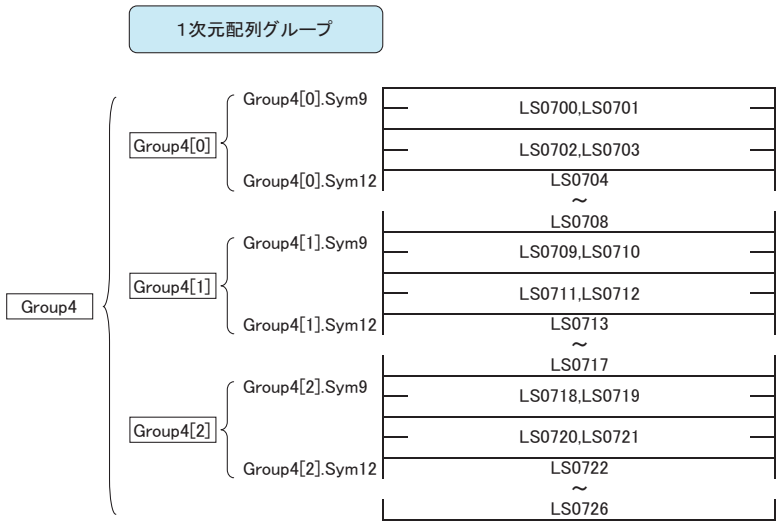 1次元配列グループ
Group4[0].Sym9
LS0700,LS0701
Group4[0]
LS0702,LS0703
Group4[0].Sym12
LS0704
~
LS0708
Group4[1].Sym9
LS0709,LS0710
Group4[1]
LS0711,LS0712
Group4
Group4[1].Sym12
LS0713
~
LS0717
Group4[2].Sym9
LS0718,LS0719
Group4[2]
LS0720,LS0721
Group4[2].Sym12
LS0722
~
LS0726